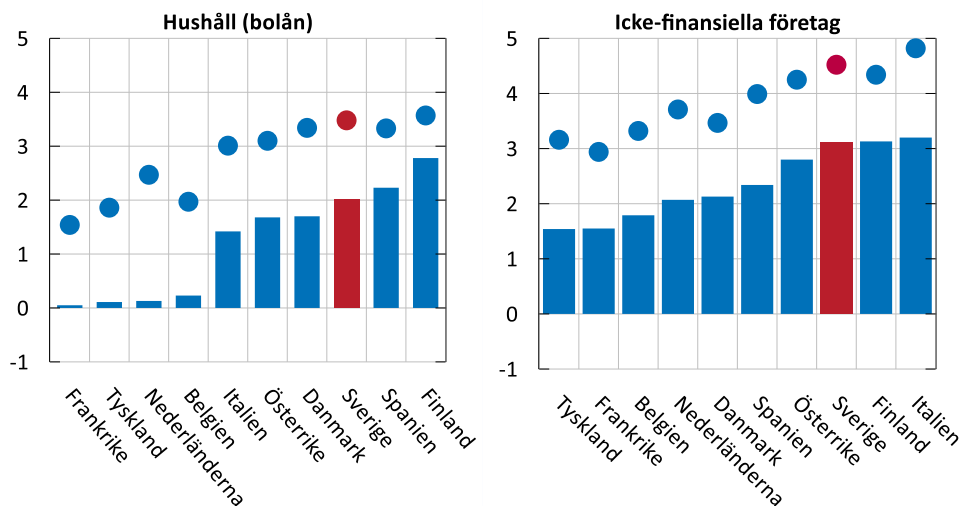 Hushåll (bolån)
5
4
3
2
1
0
-1
Frankrike
Tyskland
Nederländerna
Belgien
Italien
Österrike
Danmark
Sverige
Spanien
Finland
Icke-finansiella företag
5
4
3
2
1
0
-1
Tyskland
Frankrike
Belgien
Nederländerna
Danmark
Spanien
Österrike
Sverige
Finland
Italien